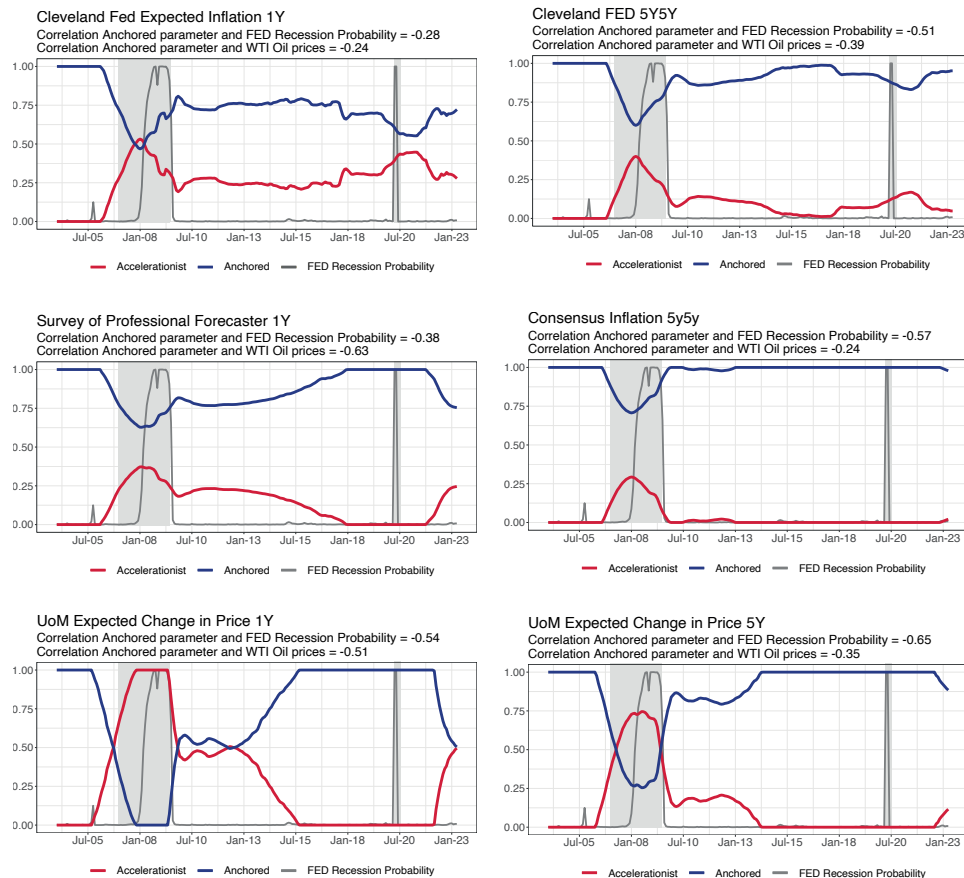 Cleveland Fed Expected Inflation 1Y
Correlation Anchored parameter and FED Recession Probability = -0.28
Correlation Anchored parameter and WTI Oil prices = -0.24
1.00
0.75
0.50
0.25
0.00
Jul-05 Jan-08 Jul-10 Jan-13 Jul-15 Jan-18 Jul-20 Jan-23
Accelerationist Anchored FED Recession Probability
Cleveland FED 5Y5Y
Correlation Anchored parameter and FED Recession Probability = -0.51
Correlation Anchored parameter and WTI Oil prices = -0.39
1.00
0.75
0.50
0.25
0.00
Jul-05 Jan-08 Jul-10 Jan-13 Jul-15 Jan-18 Jul-20 Jan-23
Accelerationist Anchored FED Recession Probability
Survey of Professional Forecaster 1Y
Correlation Anchored parameter and FED Recession Probability = -0.38
Correlation Anchored parameter and WTI Oil prices = -0.63
1.00
0.75
0.50
0.25
0.00
Jul-05 Jan-08 Jul-10 Jan-13 Jul-15 Jan-18 Jul-20 Jan-23
Accelerationist Anchored FED Recession Probability
Consensus Inflation 5y5y
Correlation Anchored parameter and FED Recession Probability = -0.57
Correlation Anchored parameter and WTI Oil prices = -0.24
1.00
0.75
0.50
0.25
0.00
Jul-05 Jan-08 Jul-10 Jan-13 Jul-15 Jan-18 Jul-20 Jan-23
Accelerationist Anchored FED Recession Probability
UoM Expected Change in Price 1Y
Correlation Anchored parameter and FED Recession Probability = -0.54
Correlation Anchored parameter and WTI Oil prices = -0.51
1.00
0.75
0.50
0.25
0.00
Jul-05 Jan-08 Jul-10 Jan-13 Jul-15 Jan-18 Jul-20 Jan-23
Accelerationist Anchored FED Recession Probability
UoM Expected Change in Price 5Y
Correlation Anchored parameter and FED Recession Probability = -0.65
Correlation Anchored parameter and WTI Oil prices = -0.35
1.00
0.75
0.50
0.25
0.00
Jul-05 Jan-08 Jul-10 Jan-13 Jul-15 Jan-18 Jul-20 Jan-23
Accelerationist Anchored FED Recession Probability